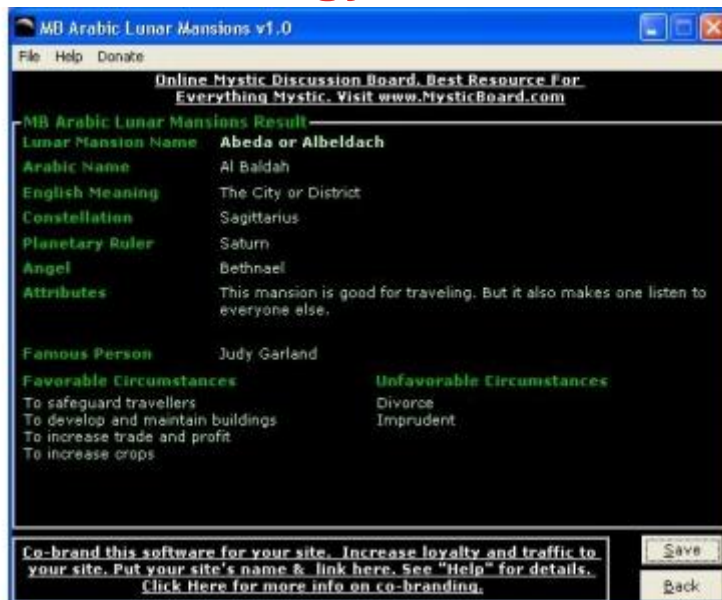 MB Arabic Lunar Mansions v1.0
File Help Donate
Online Mystic Discussion Board. Best Resource For
Everything Mystic. Visit www.MysticBoard.com
MB Arabic Lunar Mansions Result
Lunar Mansion Name Abeda or Albeldach
Arabic Name Al Baldah
English Meaning The City or District
Constellation Sagittarius
Planetary Ruler Saturn
Angel Bethnael
Attributes This mansion is good for traveling. But it also makes one listen to
everyone else.
Famous Person Judy Garland
Favorable Circumstances Unfavorable Circumstances
To safeguard travellers Divorce
To develop and maintain buildings Imprudent
To increase trade and profit
To increase crops
Co-brand this software for your site. Increase loyalty and traffic to
your site. Put your site's name & link here. See "Help" for details.
Click Here for more info on co-branding.
Save
Back